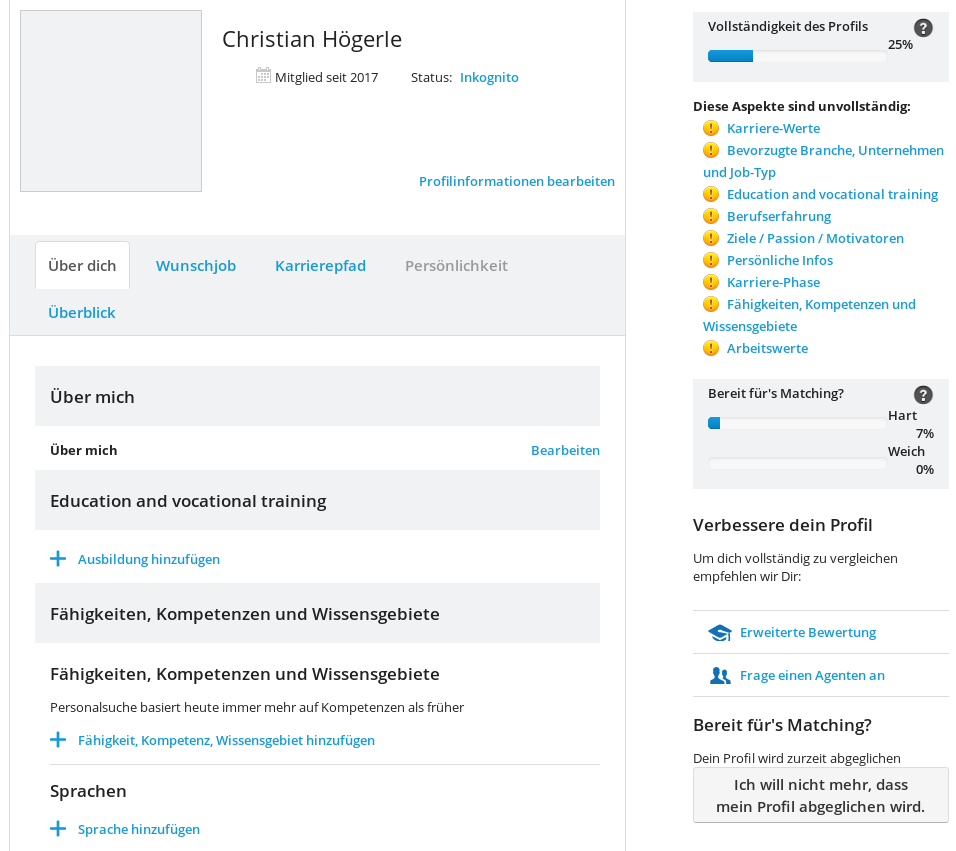 Christian Högerle
Mitglied seit 2017 Status: Inkognito
Profilinformationen bearbeiten
Über dich Wunschjob Karrierepfad Persönlichkeit
Überblick
Über mich
Über mich Bearbeiten
Education and vocational training
Ausbildung hinzufügen
Fähigkeiten, Kompetenzen und Wissensgebiete
Fähigkeiten, Kompetenzen und Wissensgebiete
Personalsuche basiert heute immer mehr auf Kompetenzen als früher
Fähigkeit, Kompetenz, Wissensgebiet hinzufügen
Sprachen
Sprache hinzufügen
Vollständigkeit des Profils ?
25%
Diese Aspekte sind unvollständig:
Karriere-Werte
Bevorzugte Branche, Unternehmen
und Job-Typ
Education and vocational training
Berufserfahrung
Ziele / Passion / Motivatoren
Persönliche Infos
Karriere-Phase
Fähigkeiten, Kompetenzen und
Wissensgebiete
Arbeitswerte
Bereit für's Matching? ?
Hart
7%
Weich
0%
Verbessere dein Profil
Um dich vollständig zu vergleichen
empfehlen wir Dir:
Erweiterte Bewertung
Frage einen Agenten an
Bereit für's Matching?
Dein Profil wird zurzeit abgeglichen
Ich will nicht mehr, dass
mein Profil abgeglichen wird.